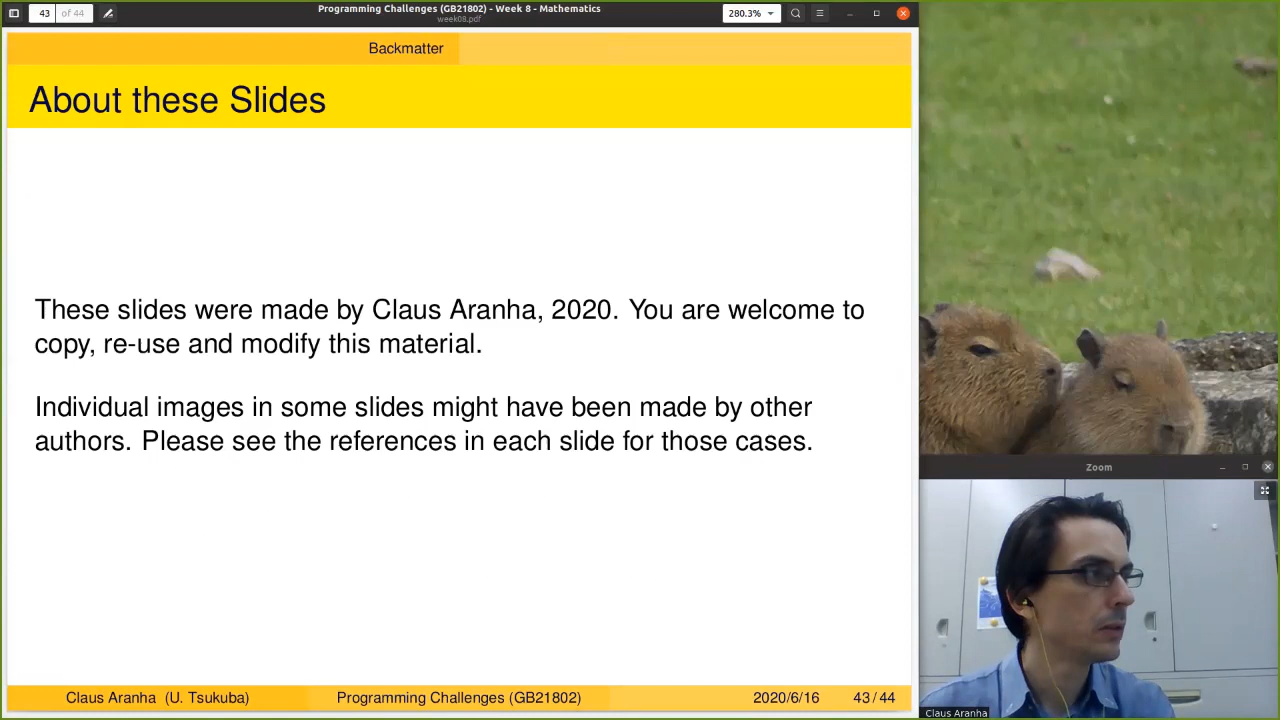 43 of 44
Programming Challenges (GB21802) - Week 8 - Mathematics
week08.pdf
280.3%
Backmatter
About these Slides
These slides were made by Claus Aranha, 2020. You are welcome to
copy, re-use and modify this material.
Individual images in some slides might have been made by other
authors. Please see the references in each slide for those cases.
Claus Aranha (U. Tsukuba)
Programming Challenges (GB21802)
2020/6/16
43 / 44
Zoom
Claus Aranha